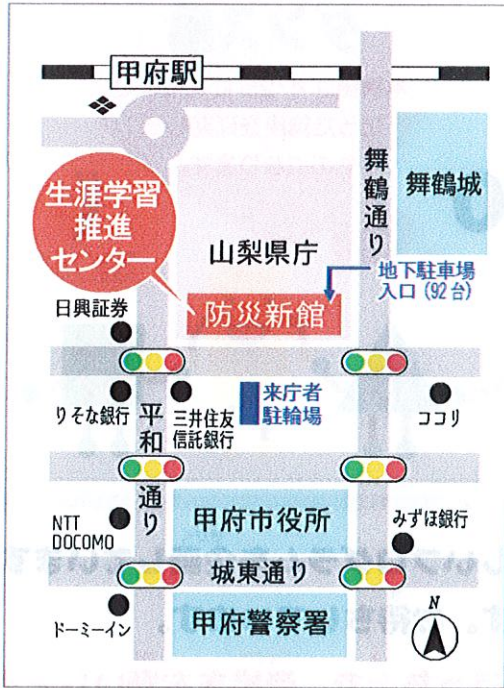 甲府駅
舞鶴通り
舞鶴城
生涯学習
推進
センター
山梨県庁
地下駐車場
入口（92台）
防災新館
日興証券
りそな銀行
三井住友
信託銀行
来庁者
駐輪場
ココリ
平和通り
NTT
DOCOMO
甲府市役所
みずほ銀行
城東通り
ドーミーイン
甲府警察署
N